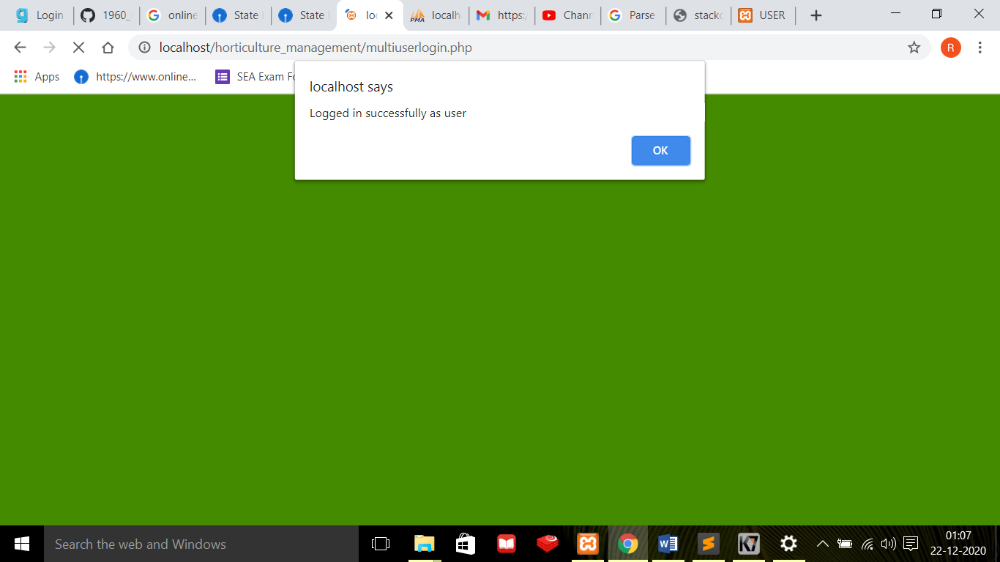 Login
1960_
online
State
State
loc
localh
https:/
Chann
Parse
stacko
USER
localhost/horticulture_management/multiuserlogin.php
R
Apps
https://www.online...
SEA Exam Fo
localhost says
Logged in successfully as user
OK
Search the web and Windows
01:07
22-12-2020